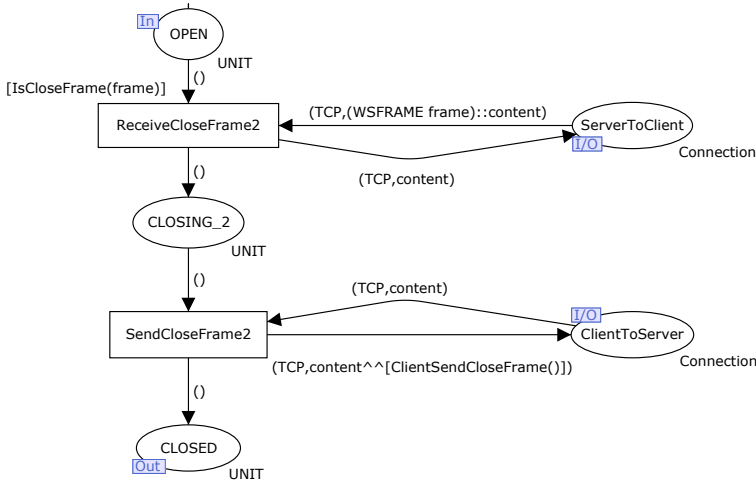 In
OPEN
UNIT
()
[IsCloseFrame(frame)]
(TCP,(WSFRAME frame)::content)
ReceiveCloseFrame2
ServerToClient
I/O
Connection
(TCP,content)
()
CLOSING_2
UNIT
()
(TCP,content)
I/O
SendCloseFrame2
ClientToServer
Connection
(TCP,content^^[ClientSendCloseFrame()])
()
CLOSED
Out
UNIT